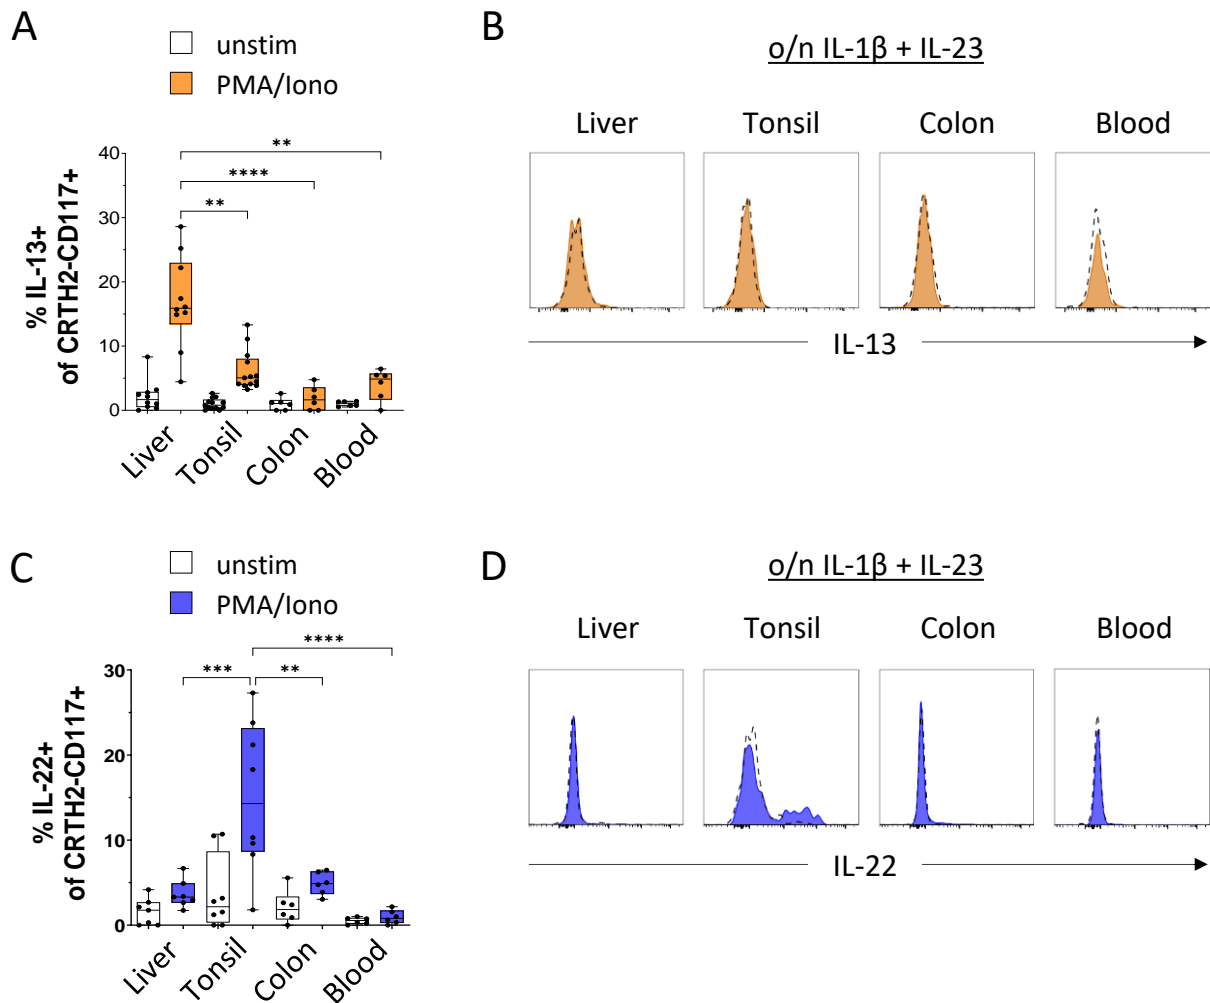 A
unstim
PMA/Iono
% IL-13+
of CRTH2-CD117+
40
30
20
10
0
**
****
**
Liver
Tonsil
Colon
Blood
B
o/n IL-1β + IL-23
Liver Tonsil Colon Blood
IL-13
C
unstim
PMA/Iono
% IL-22+
of CRTH2-CD117+
30
20
10
0
****
*** **
Liver
Tonsil
Colon
Blood
D
o/n IL-1β + IL-23
Liver Tonsil Colon Blood
IL-22